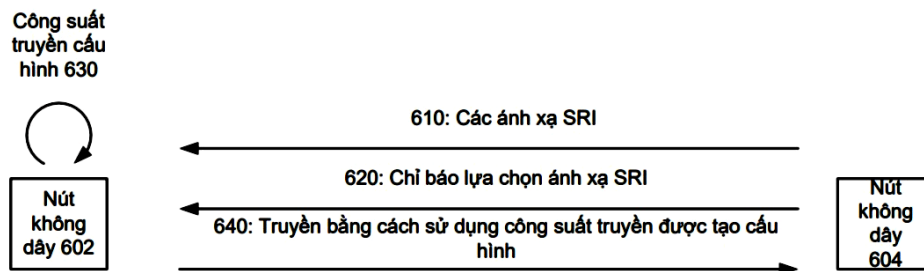 Công suất
truyền cấu
hình 630
610: Các ánh xạ SRI
620: Chỉ báo lựa chọn ánh xạ SRI
Nút
không
dây 602
640: Truyền bằng cách sử dụng công suất truyền được tạo cấu
hình
Nút
không
dây
604